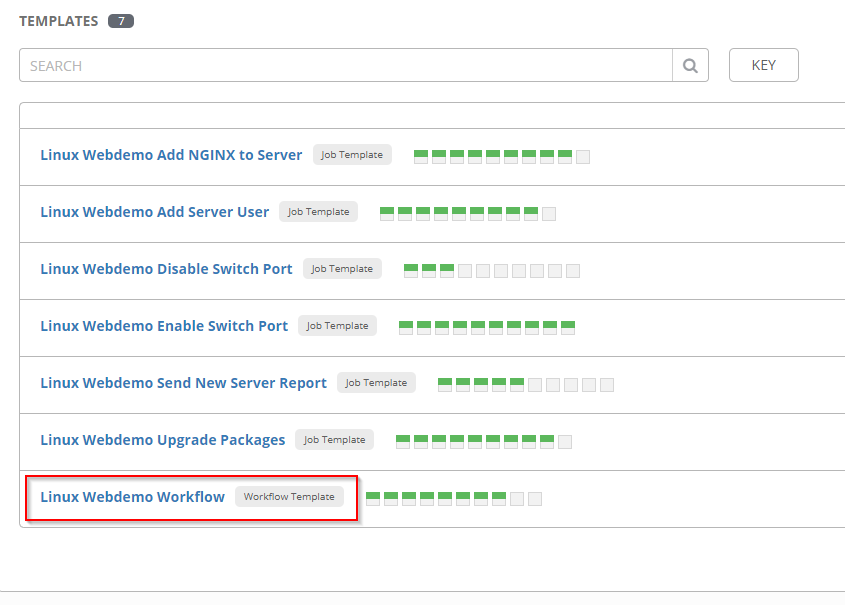 TEMPLATES 7
SEARCH KEY
Linux Webdemo Add NGINX to Server Job Template
Linux Webdemo Add Server User Job Template
Linux Webdemo Disable Switch Port Job Template
Linux Webdemo Enable Switch Port Job Template
Linux Webdemo Send New Server Report Job Template
Linux Webdemo Upgrade Packages Job Template
Linux Webdemo Workflow Workflow Template